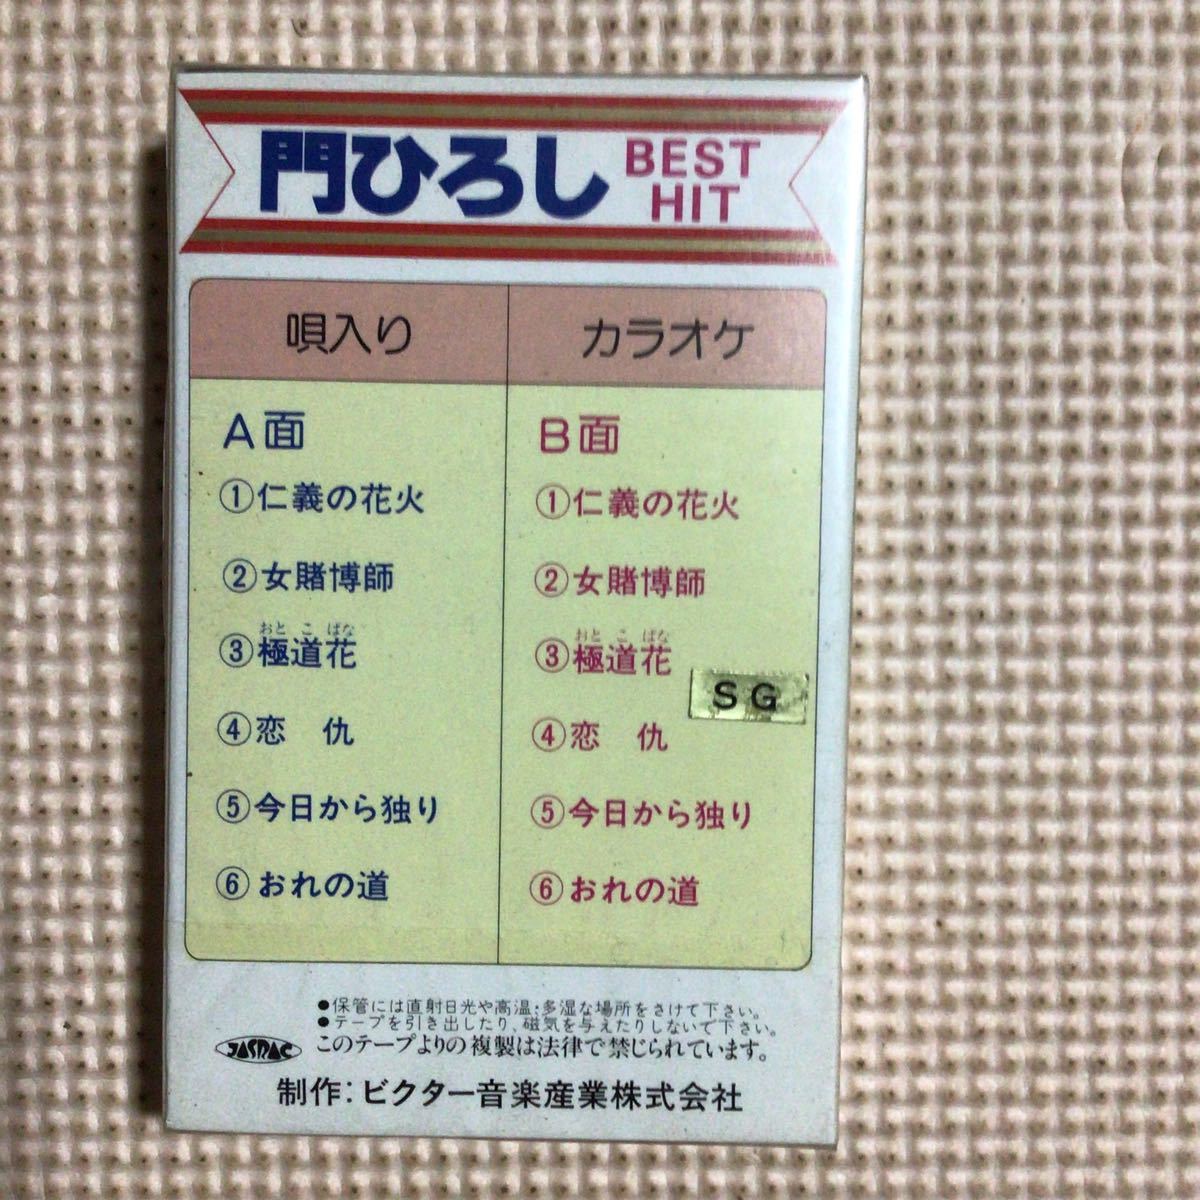 門ひろし BEST
HIT
唄入り
A面
①仁義の花火
②女賭博師
おとこばな
③極道花
④恋 仇
⑤今日から独り
⑥おれの道
カラオケ
B面
①仁義の花火
②女賭博師
おとこばな
③極道花
SG
④恋 仇
⑤今日から独り
⑥おれの道
●保管には直射日光や高温・多湿な場所をさけて下さい。
●テープを引き出したり、磁気を与えたりしないで下さい。
JASRAC このテープよりの複製は法律で禁じられています。
制作：ビクター音楽産業株式会社